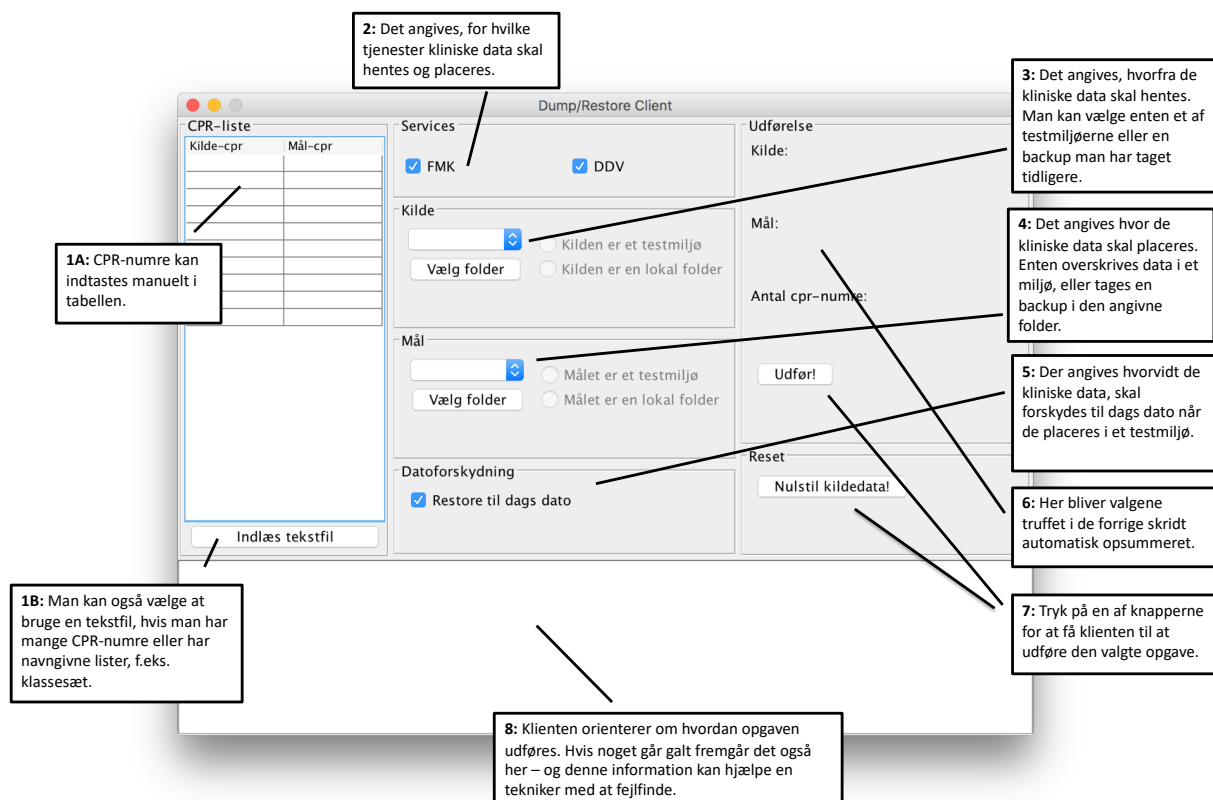 2: Det angives, for hvilke
tjenester kliniske data skal
hentes og placeres.
3: Det angives, hvorfra de
kliniske data skal hentes.
Man kan vælge enten et af
testmiljøerne eller en
backup man har taget
tidligere.
Dump/Restore Client
CPR-liste
Kilde-cpr
Mål-cpr
1A: CPR-numre kan
indtastes manuelt i
tabellen.
Indlæs tekstfil
Services
FMK
DDV
Kilde
Kilden er et testmiljø
Vælg folder
Kilden er en lokal folder
Mål
Målet er et testmiljø
Vælg folder
Målet er en lokal folder
Datoforskydning
Restore til dags dato
Udførelse
Kilde:
Mål:
Antal cpr-numre:
Udfør!
Reset
Nulstil kildedata!
4: Det angives hvor de
kliniske data skal placeres.
Enten overskrives data i et
miljø, eller tages en
backup i den angivne
folder.
5: Der angives hvorvidt de
kliniske data, skal
forskydes til dags dato når
de placeres i et testmiljø.
6: Her bliver valgene
truffet i de forrige skridt
automatisk opsummeret.
7: Tryk på en af knapperne
for at få klienten til at
udføre den valgte opgave.
1B: Man kan også vælge at
bruge en tekstfil, hvis man har
mange CPR-numre eller har
navngivne lister, f.eks.
klassesæt.
8: Klienten orienterer om hvordan opgaven
udføres. Hvis noget går galt fremgår det også
her – og denne information kan hjælpe en
tekniker med at fejlfinde.